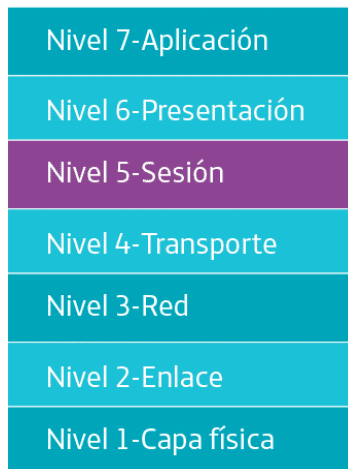 Nivel 7-Aplicación
Nivel 6-Presentación
Nivel 5-Sesión
Nivel 4-Transporte
Nivel 3-Red
Nivel 2-Enlace
Nivel 1-Capa física